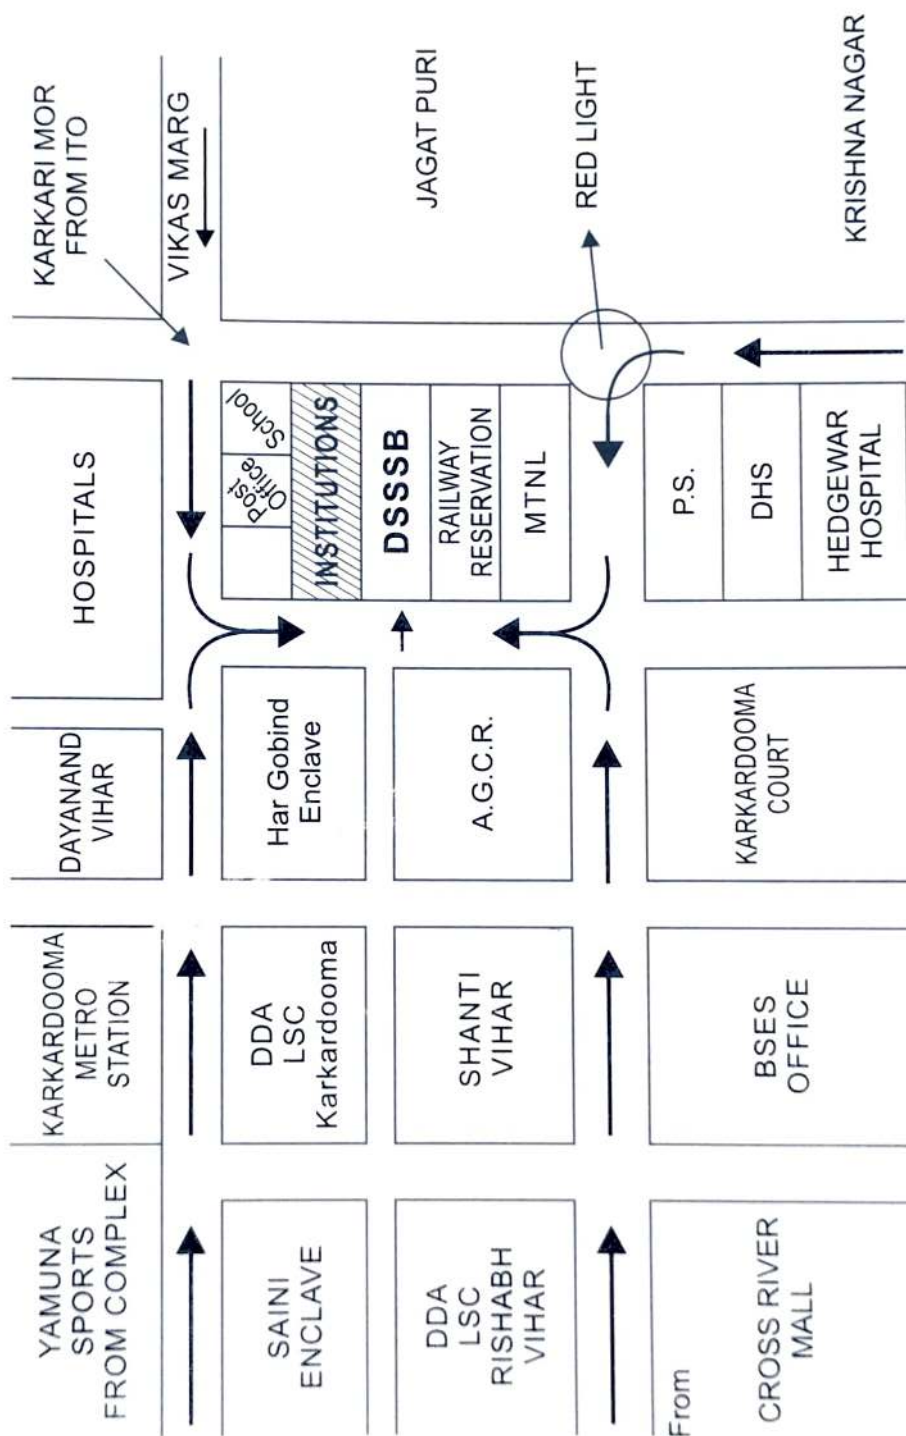 YAMUNA
SPORTS
FROM COMPLEX
KARKARDOOMA
METRO
STATION
DAYANAND
VIHAR
HOSPITALS
KARKARI MOR
FROM ITO
VIKAS MARG
SAINI
ENCLAVE
DDA
LSC
Karkardooma
Har Gobind
Enclave
Post
Office
School
INSTITUTIONS
DSSSB
RAILWAY
RESERVATION
MTNL
JAGAT PURI
DDA
LSC
RISHABH
VIHAR
SHANTI
VIHAR
A.G.C.R.
RED LIGHT
From
CROSS RIVER
MALL
BSES
OFFICE
KARKARDOOMA
COURT
P.S.
DHS
HEDGEWAR
HOSPITAL
KRISHNA NAGAR